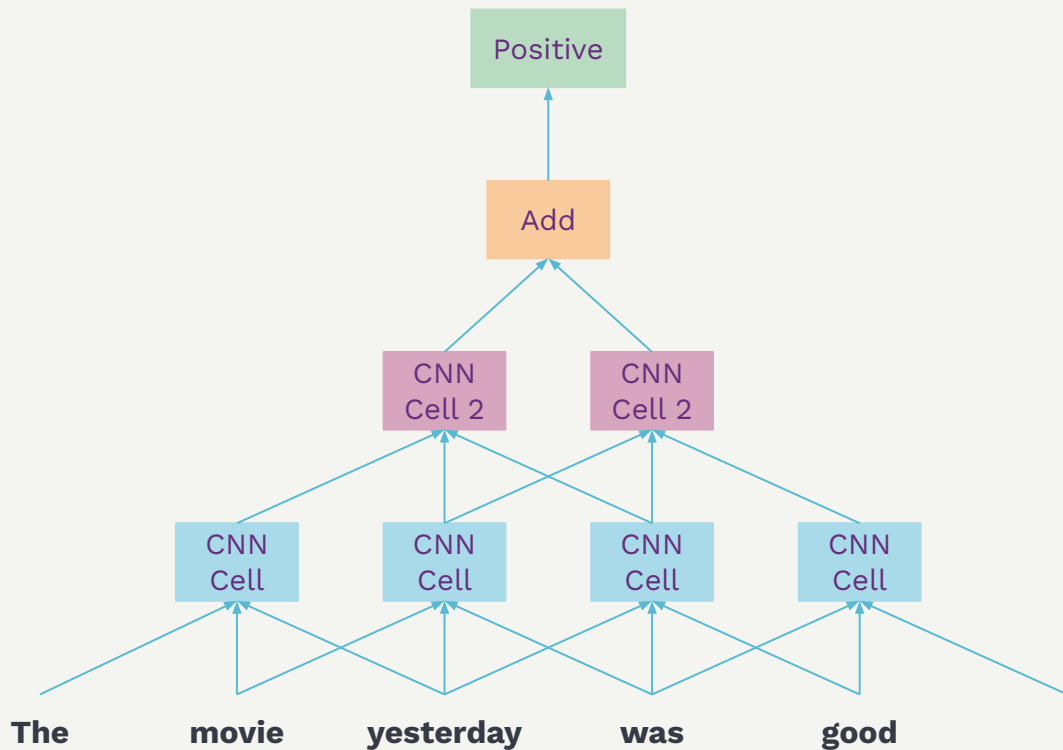 Positive
Add
CNN
Cell 2
CNN
Cell 2
CNN
Cell
CNN
Cell
CNN
Cell
CNN
Cell
The movie yesterday was good